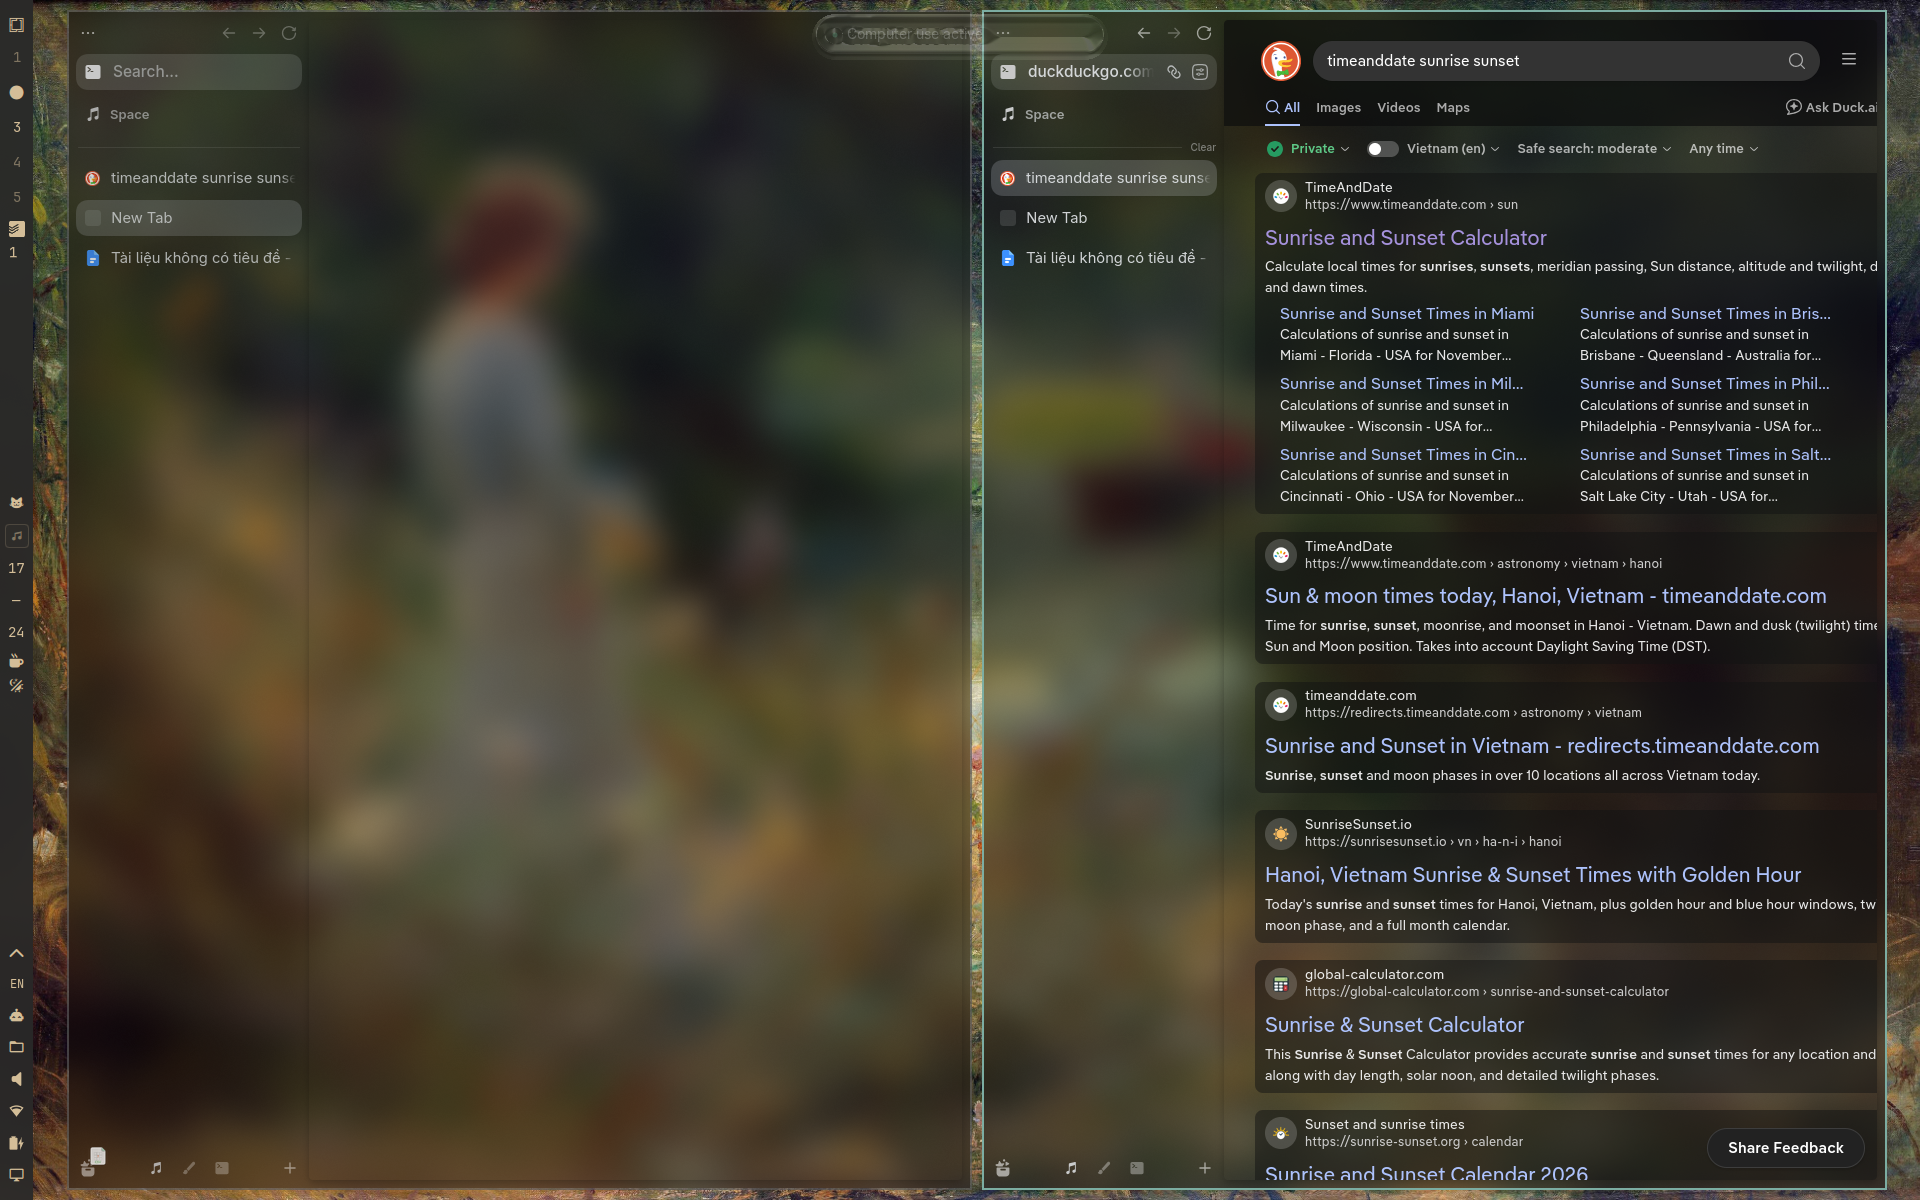 1
3
4
5
1
17
24
EN
Search...
Space
timeanddate sunrise suns
New Tab
Tài liệu không có tiêu đề -
Computer use active
duckduckgo.com
Space
Clear
timeanddate sunrise suns
New Tab
Tài liệu không có tiêu đề -
timeanddate sunrise sunset
All Images Videos Maps Ask Duck.ai
Private Vietnam (en) Safe search: moderate Any time
TimeAndDate
https://www.timeanddate.com › sun
Sunrise and Sunset Calculator
Calculate local times for sunrises, sunsets, meridian passing, Sun distance, altitude and twilight, d
and dawn times.
Sunrise and Sunset Times in Miami
Calculations of sunrise and sunset in
Miami - Florida - USA for November...
Sunrise and Sunset Times in Bris...
Calculations of sunrise and sunset in
Brisbane - Queensland - Australia for...
Sunrise and Sunset Times in Mil...
Calculations of sunrise and sunset in
Milwaukee - Wisconsin - USA for...
Sunrise and Sunset Times in Phil...
Calculations of sunrise and sunset in
Philadelphia - Pennsylvania - USA for...
Sunrise and Sunset Times in Cin...
Calculations of sunrise and sunset in
Cincinnati - Ohio - USA for November...
Sunrise and Sunset Times in Salt...
Calculations of sunrise and sunset in
Salt Lake City - Utah - USA for...
TimeAndDate
https://www.timeanddate.com › astronomy › vietnam › hanoi
Sun & moon times today, Hanoi, Vietnam - timeanddate.com
Time for sunrise, sunset, moonrise, and moonset in Hanoi - Vietnam. Dawn and dusk (twilight) time
Sun and Moon position. Takes into account Daylight Saving Time (DST).
timeanddate.com
https://redirects.timeanddate.com › astronomy › vietnam
Sunrise and Sunset in Vietnam - redirects.timeanddate.com
Sunrise, sunset and moon phases in over 10 locations all across Vietnam today.
SunriseSunset.io
https://sunrisesunset.io › vn › ha-n-i › hanoi
Hanoi, Vietnam Sunrise & Sunset Times with Golden Hour
Today's sunrise and sunset times for Hanoi, Vietnam, plus golden hour and blue hour windows, tw
moon phase, and a full month calendar.
global-calculator.com
https://global-calculator.com › sunrise-and-sunset-calculator
Sunrise & Sunset Calculator
This Sunrise & Sunset Calculator provides accurate sunrise and sunset times for any location and
along with day length, solar noon, and detailed twilight phases.
Sunset and sunrise times
https://sunrise-sunset.org › calendar
Sunrise and Sunset Calendar 2026
Share Feedback